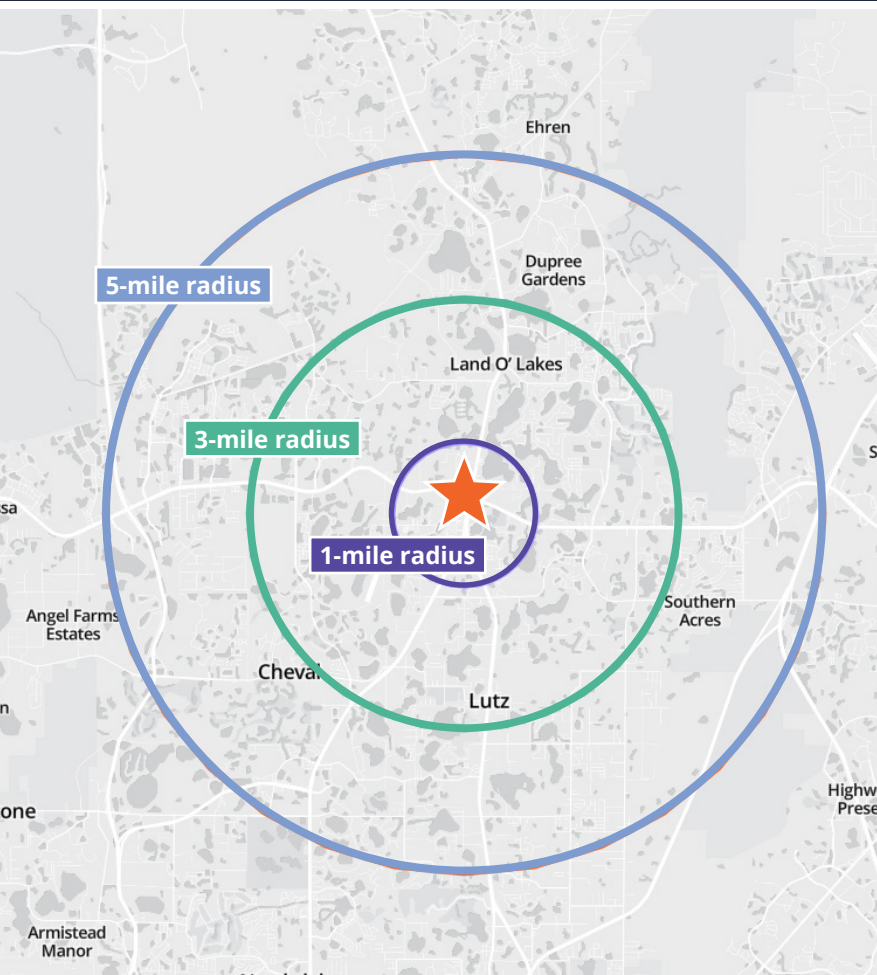 Ehren
Dupree
Gardens
5-mile radius
Land O’ Lakes
3-mile radius
1-mile radius
Southern
Acres
Angel Farms
Estates
Cheval
Lutz
Armistead
Manor